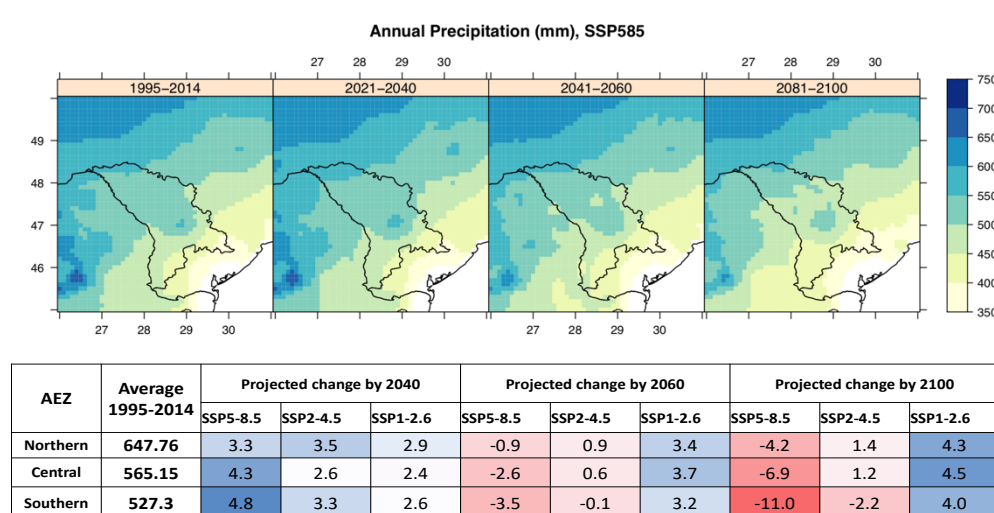 Annual Precipitation (mm), SSP585
27 28 29 30 27 28 29 30
1995−2014 2021−2040 2041−2060 2081−2100
49
48
47
46
27 28 29 30 27 28 29 30
750
700
650
600
550
500
450
400
350
AEZ Average 1995-2014 Projected change by 2040 Projected change by 2060 Projected change by 2100
SSP5-8.5 SSP2-4.5 SSP1-2.6 SSP5-8.5 SSP2-4.5 SSP1-2.6 SSP5-8.5 SSP2-4.5 SSP1-2.6
Northern 647.76 3.3 3.5 2.9 -0.9 0.9 3.4 -4.2 1.4 4.3
Central 565.15 4.3 2.6 2.4 -2.6 0.6 3.7 -6.9 1.2 4.5
Southern 527.3 4.8 3.3 2.6 -3.5 -0.1 3.2 -11.0 -2.2 4.0